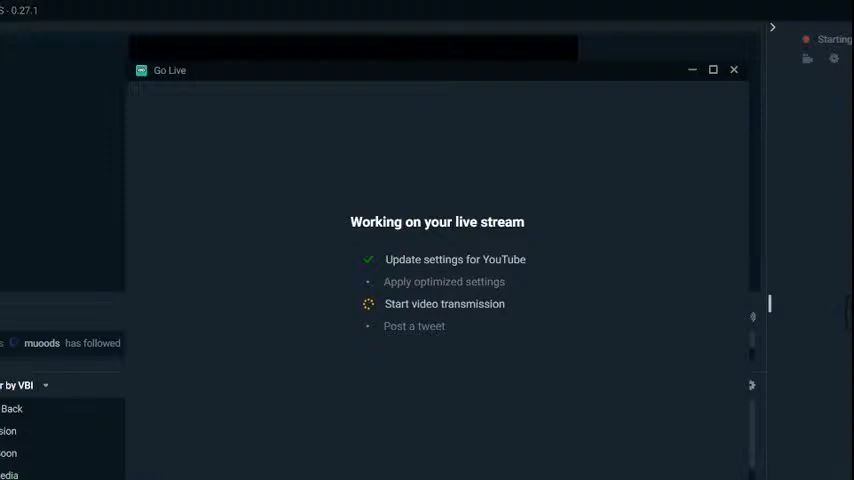 S - 0.27.1
Starting
Go Live
Working on your live stream
Update settings for YouTube
Apply optimized settings
Start video transmission
Post a tweet
s muoods has followed
r by VBI
Back
sion
oon
edia